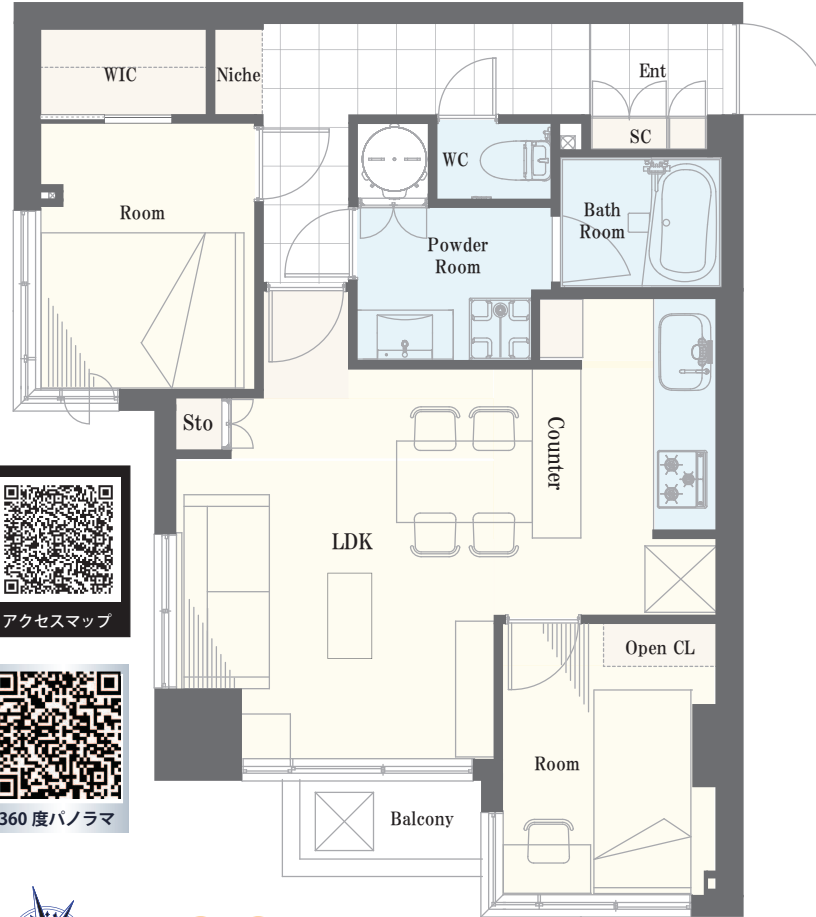 WIC
Niche
Ent
SC
WC
Bath
Room
Room
Powder
Room
Sto
Counter
LDK
アクセスマップ
Open CL
Room
360 度パノラマ
Balcony